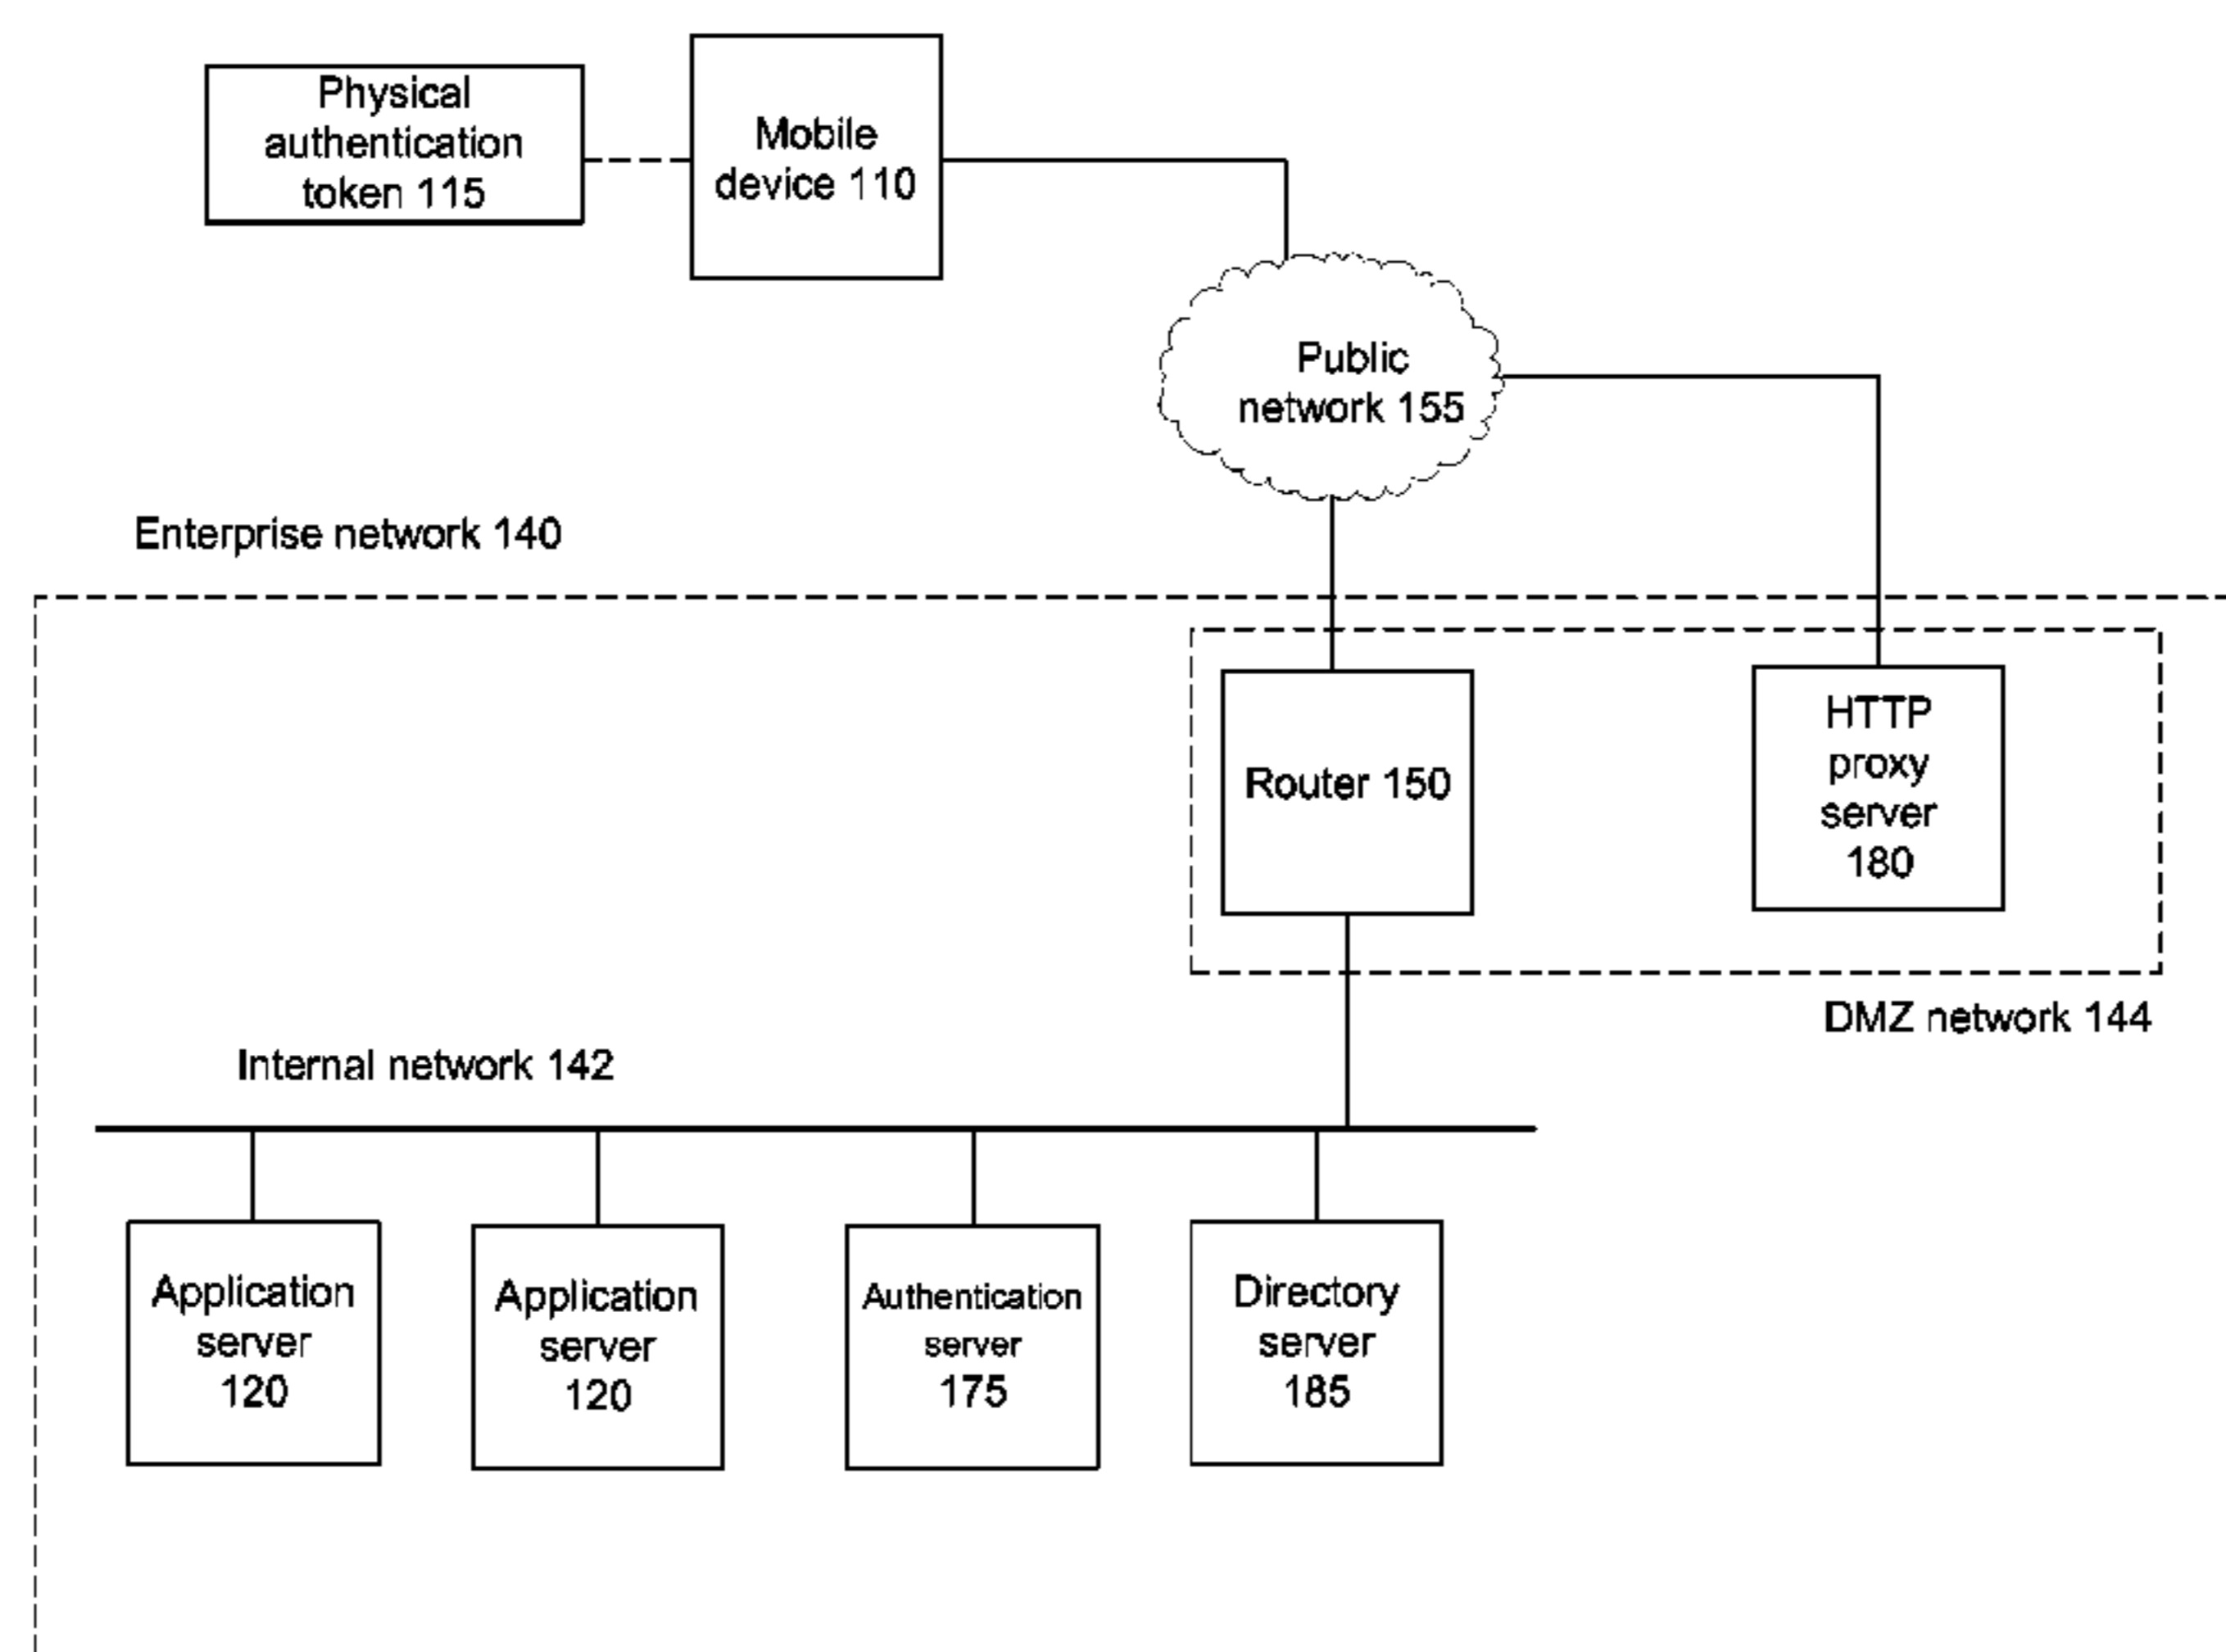 Physical
authentication
token 115
Mobile
device 110
Public
network 155
Enterprise network 140
Router 150
HTTP
proxy
server
180
DMZ network 144
Internal network 142
Application
server
120
Application
server
120
Authentication
server
175
Directory
server
185